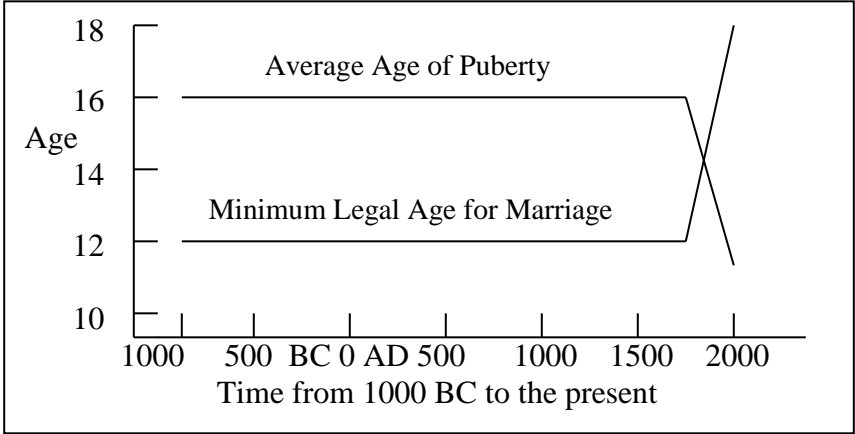 18
Average Age of Puberty
16
Age
14
Minimum Legal Age for Marriage
12
10
1000 500 BC 0 AD 500 1000 1500 2000
Time from 1000 BC to the present